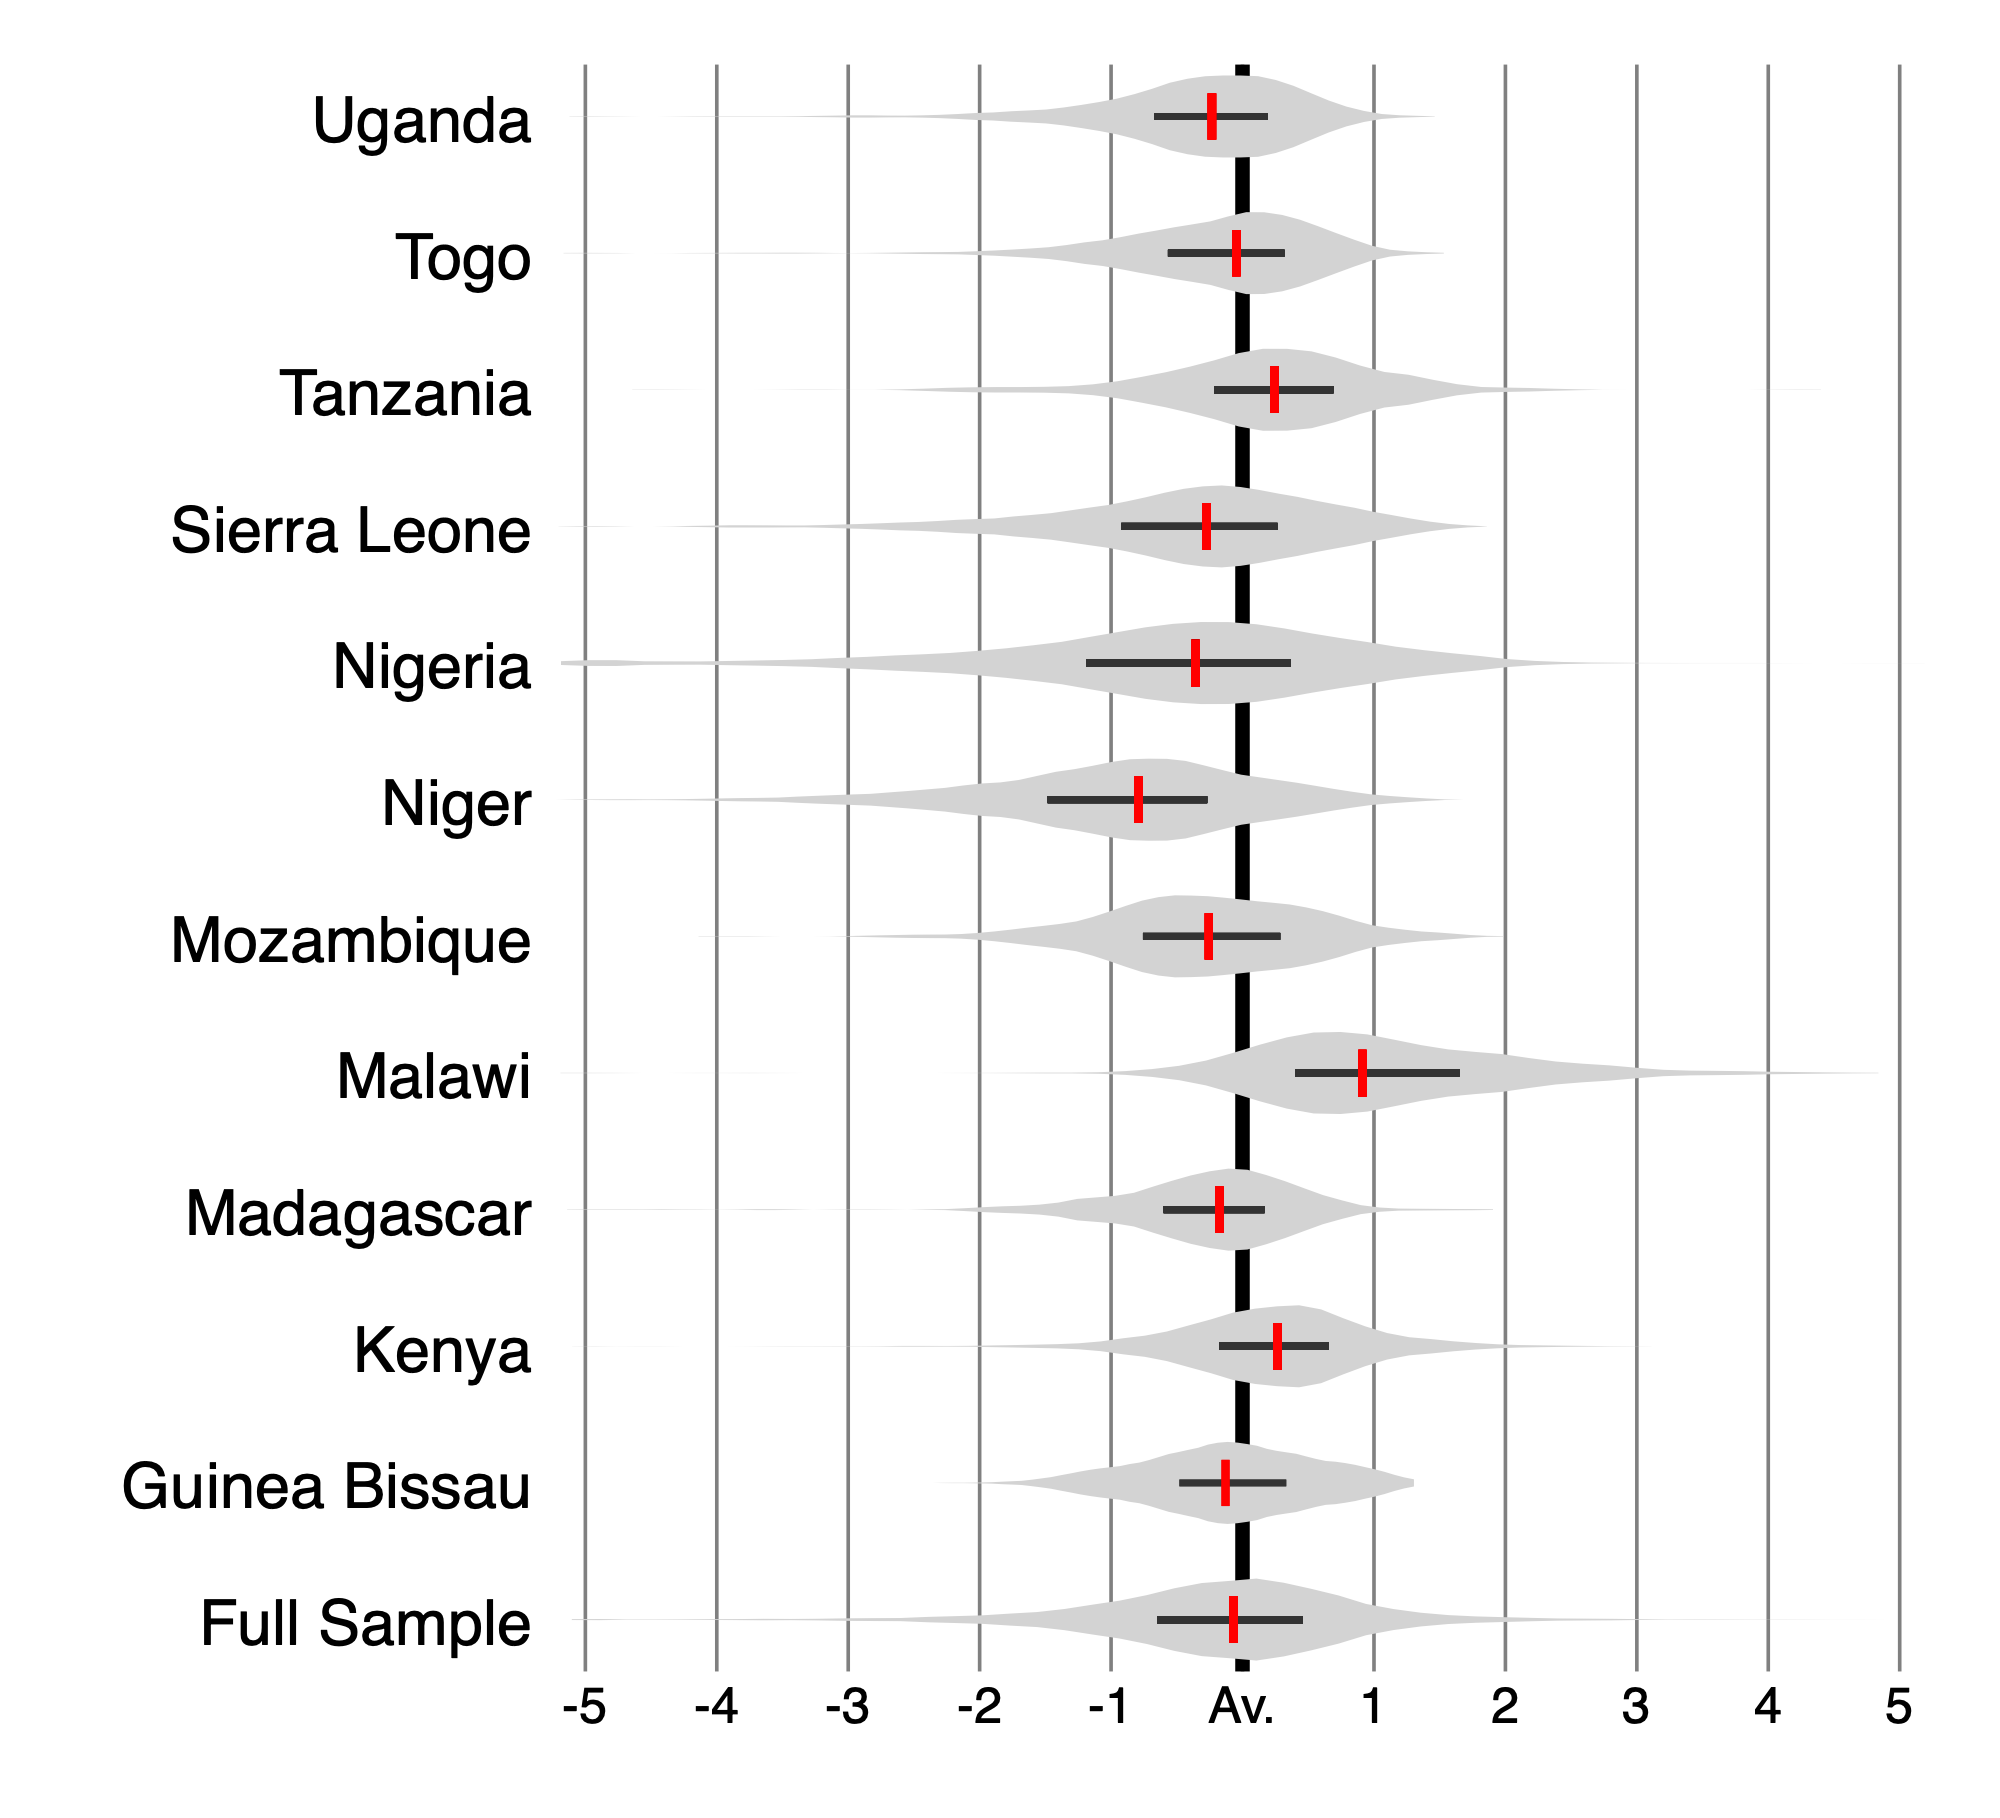 Uganda
Togo
Tanzania
Sierra Leone
Nigeria
Niger
Mozambique
Malawi
Madagascar
Kenya
Guinea Bissau
Full Sample
-5 -4 -3 -2 -1 Av. 1 2 3 4 5